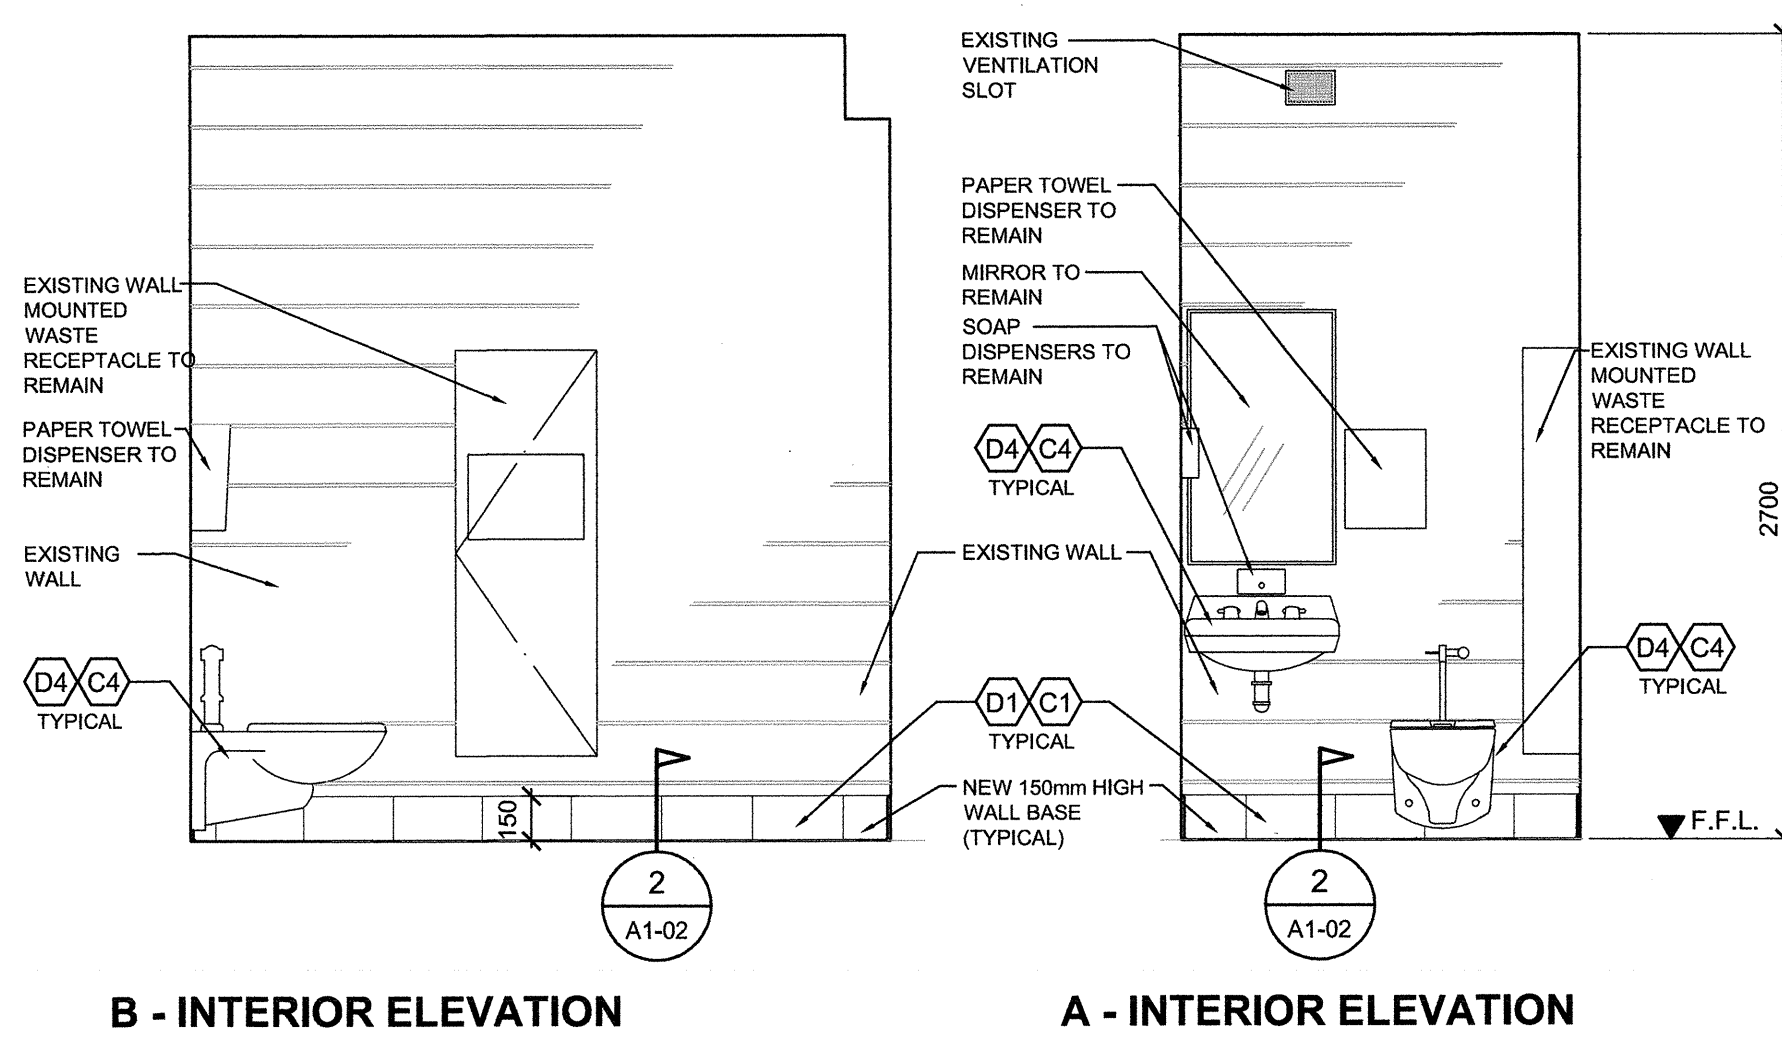 EXISTING WALL
MOUNTED
WASTE
RECEPTACLE TO
REMAIN
PAPER TOWEL
DISPENSER TO
REMAIN
EXISTING
WALL
D4 C4
TYPICAL
150
2
A1-02
B - INTERIOR ELEVATION
EXISTING
VENTILATION
SLOT
PAPER TOWEL
DISPENSER TO
REMAIN
MIRROR TO
REMAIN
SOAP
DISPENSERS TO
REMAIN
D4 C4
TYPICAL
EXISTING WALL
D1 C1
TYPICAL
NEW 150mm HIGH
WALL BASE
(TYPICAL)
EXISTING WALL
MOUNTED
WASTE
RECEPTACLE TO
REMAIN
2700
D4 C4
TYPICAL
F.F.L.
2
A1-02
A - INTERIOR ELEVATION